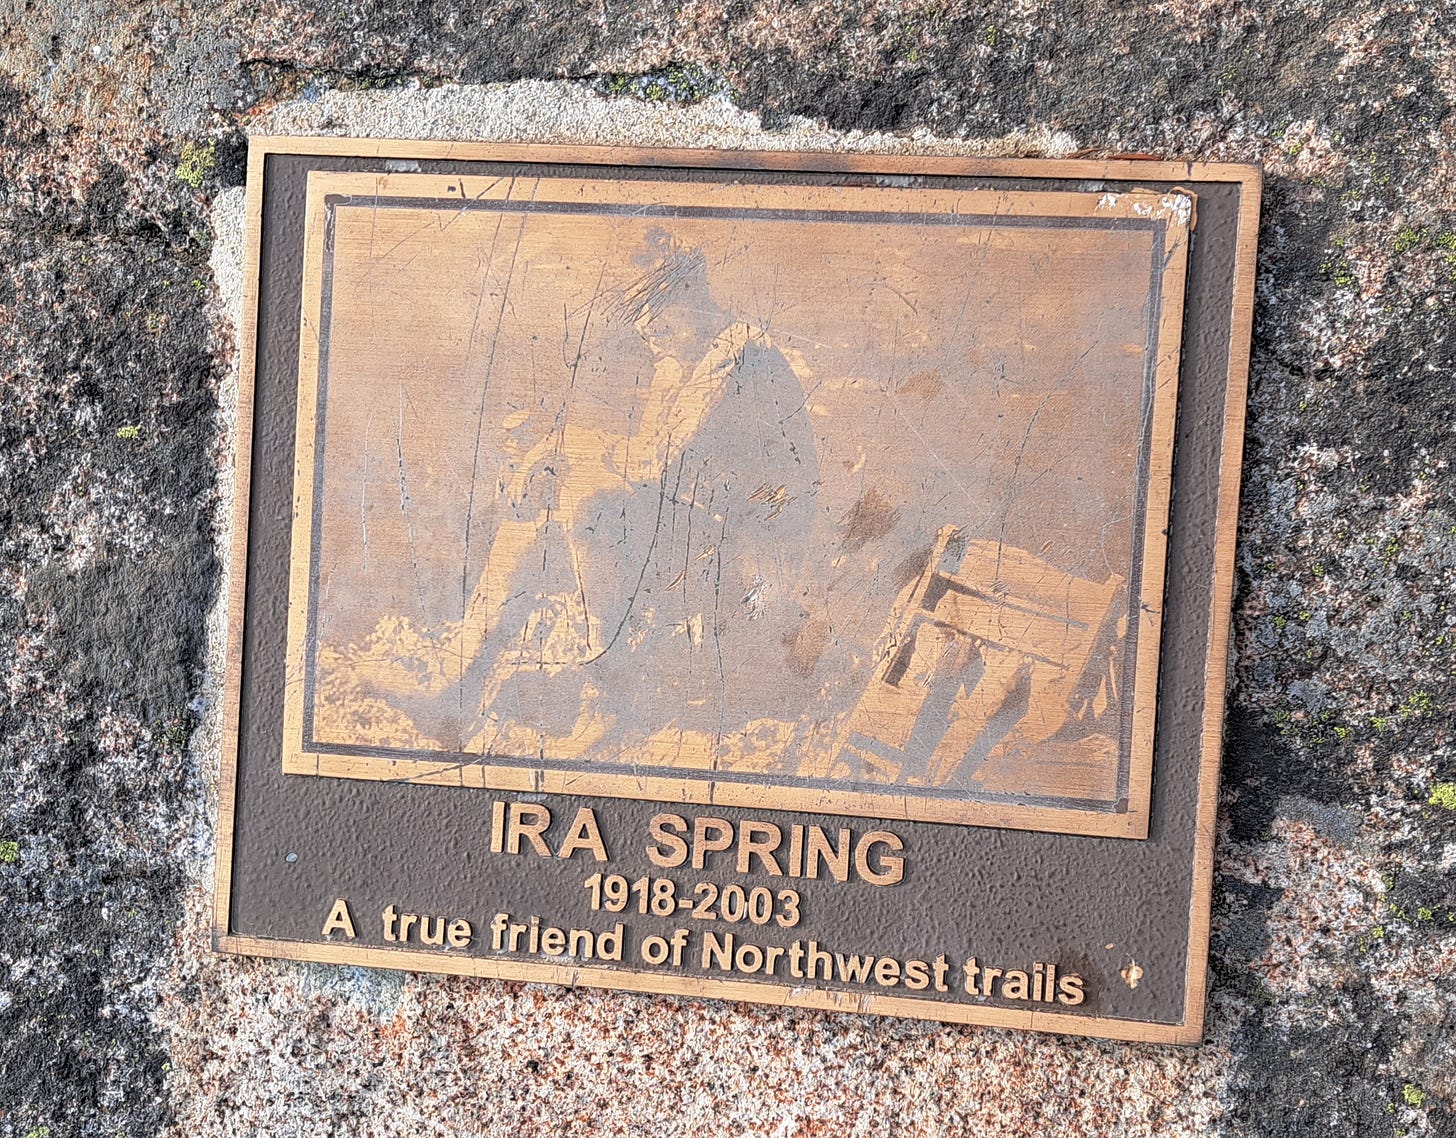 IRA SPRING
1918-2003
A true friend of Northwest trails